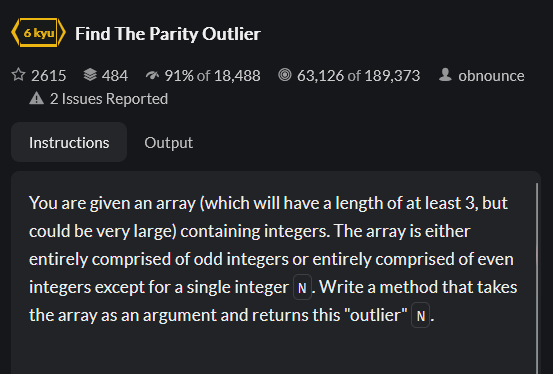 6 kyu Find The Parity Outlier
2615 484 91% of 18,488 63,126 of 189,373 obnounce
2 Issues Reported
Instructions Output
You are given an array (which will have a length of at least 3, but
could be very large) containing integers. The array is either
entirely comprised of odd integers or entirely comprised of even
integers except for a single integer N. Write a method that takes
the array as an argument and returns this "outlier" N.